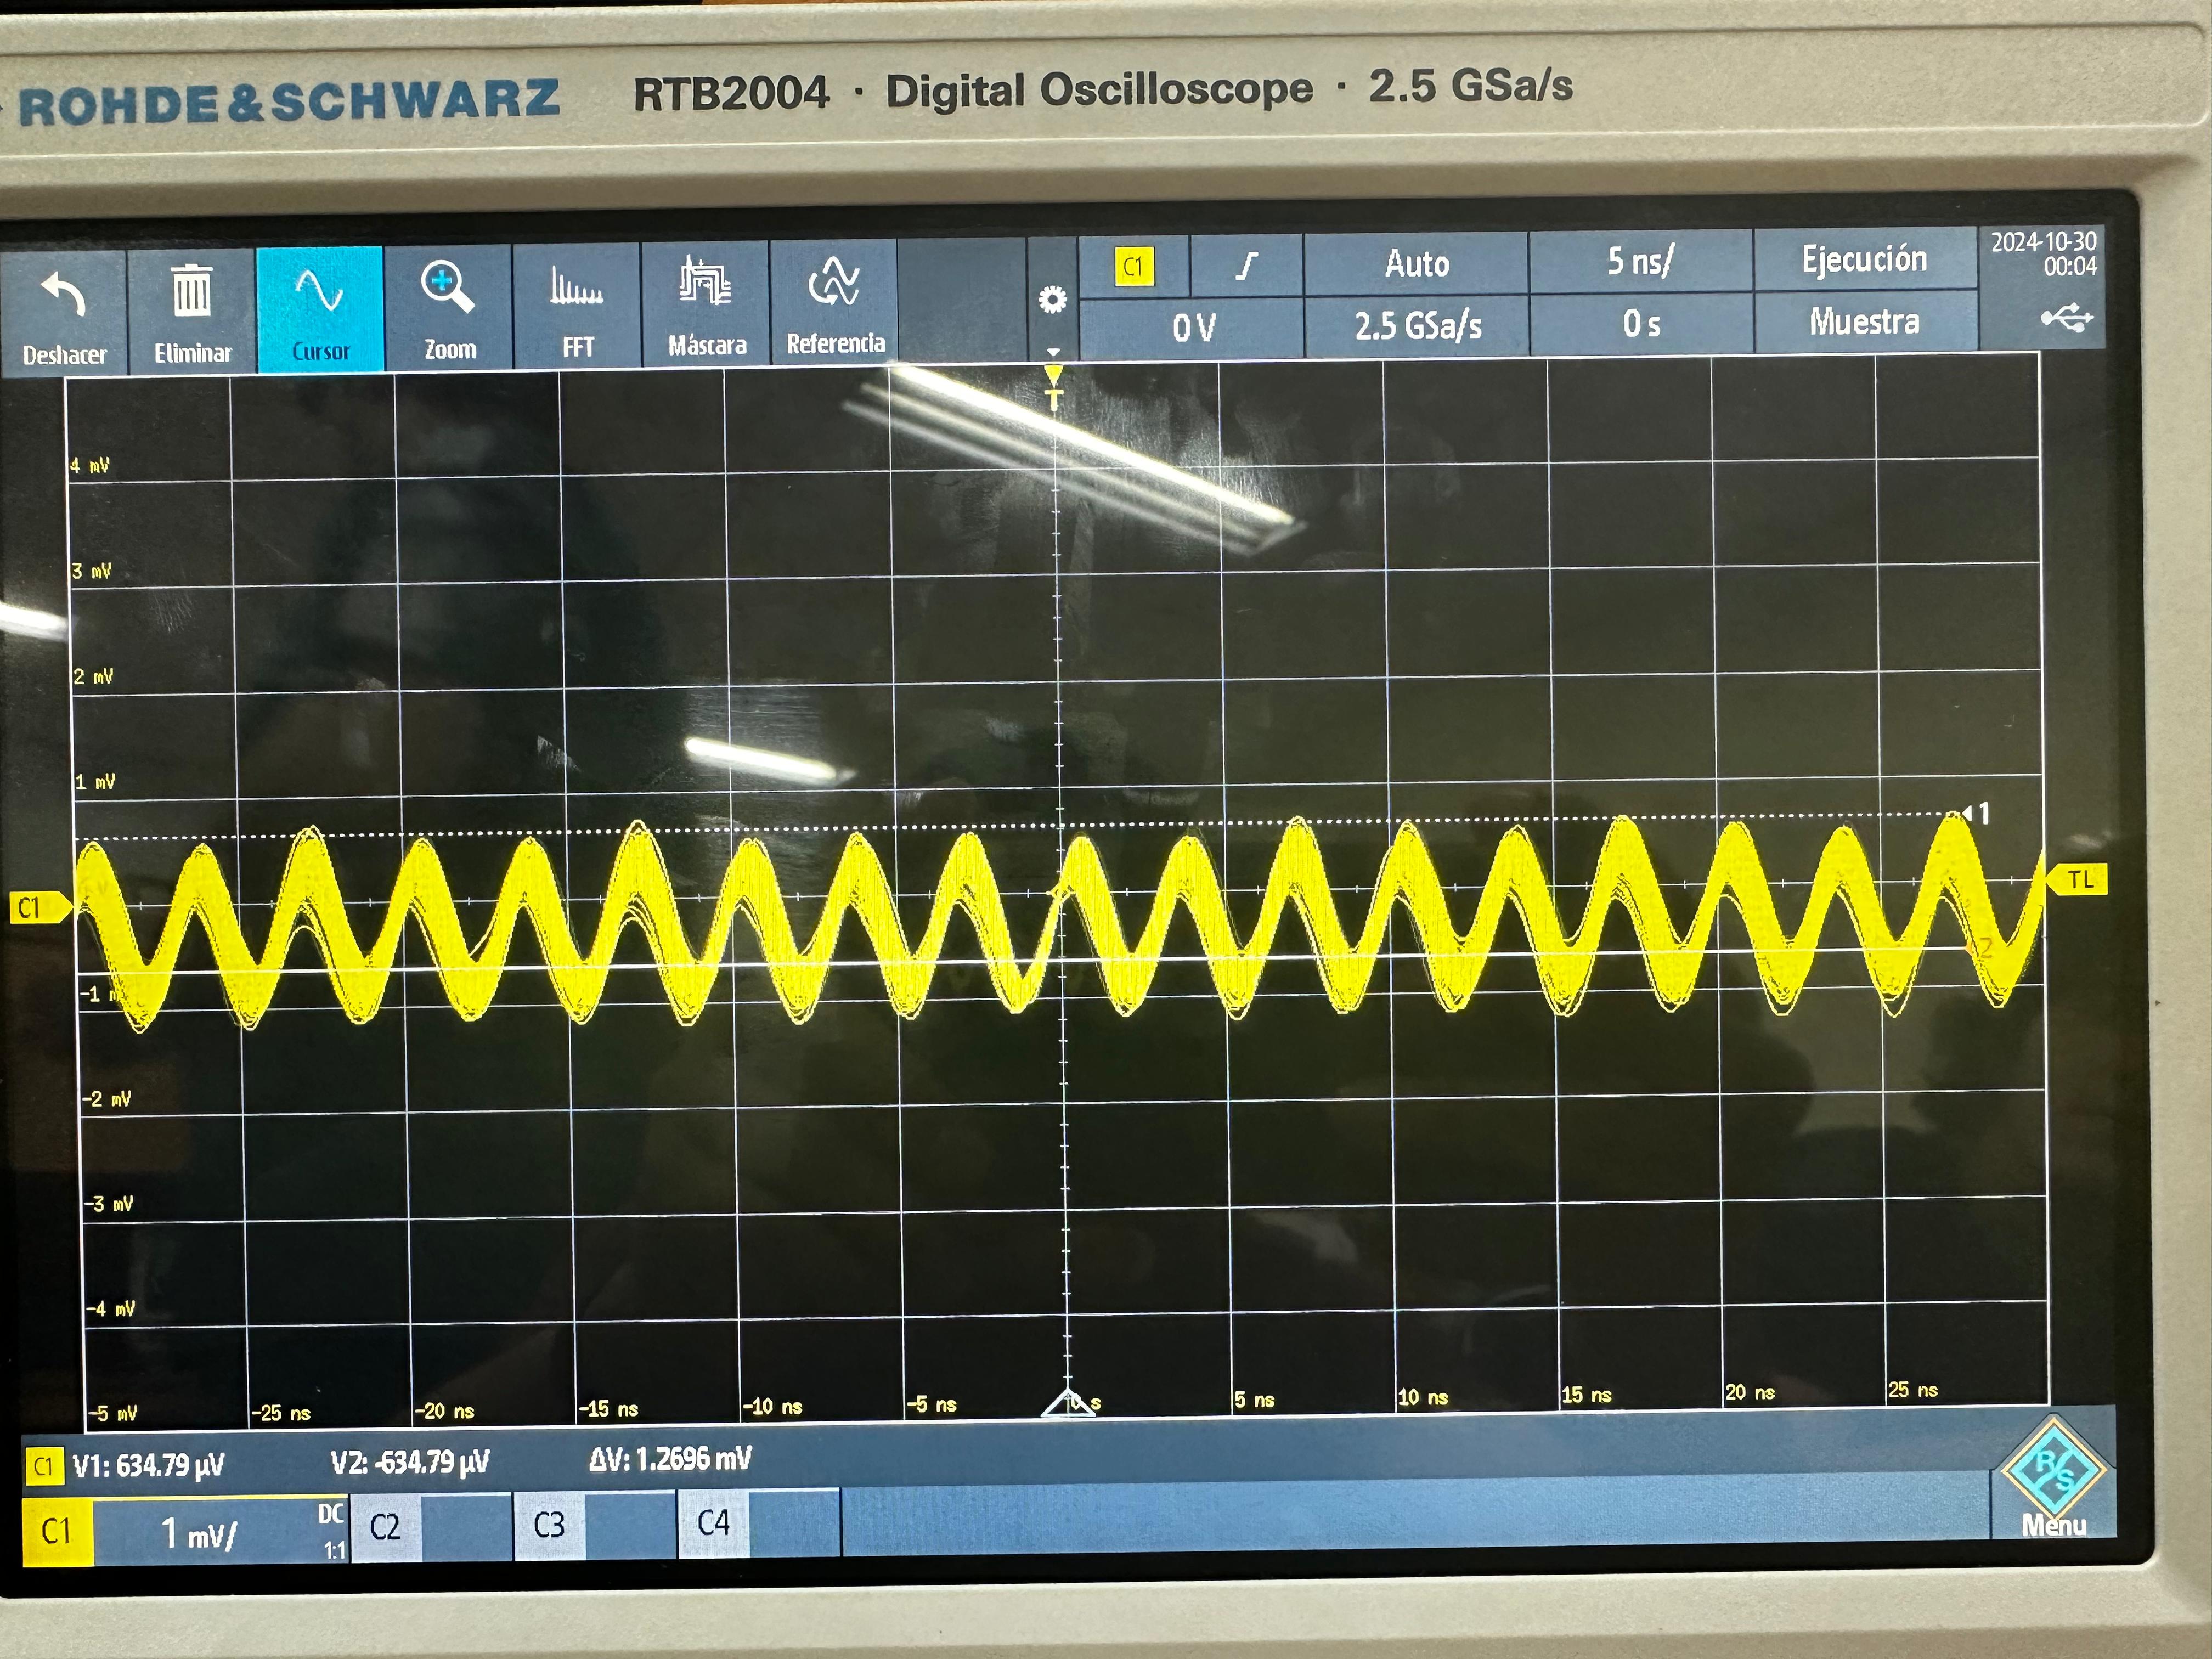 ROHDE&SCHWARZ RTB2004 · Digital Oscilloscope · 2.5 GSa/s
Deshacer Eliminar Cursor Zoom FFT Máscara Referencia
C1 Auto 5 ns/ Ejecución 2024-10-30
00:04
0 V 2.5 GSa/s 0 s Muestra
T
4 mV
3 mV
2 mV
1 mV
1
C1 TL
2
-1 m
-2 mV
-3 mV
-4 mV
-5 mV -25 ns -20 ns -15 ns -10 ns -5 ns 0 s 5 ns 10 ns 15 ns 20 ns 25 ns
C1 V1: 634.79 µV V2: -634.79 µV ΔV: 1.2696 mV
C1 1 mV/ DC
1:1
C2 C3 C4
R/S
Menu